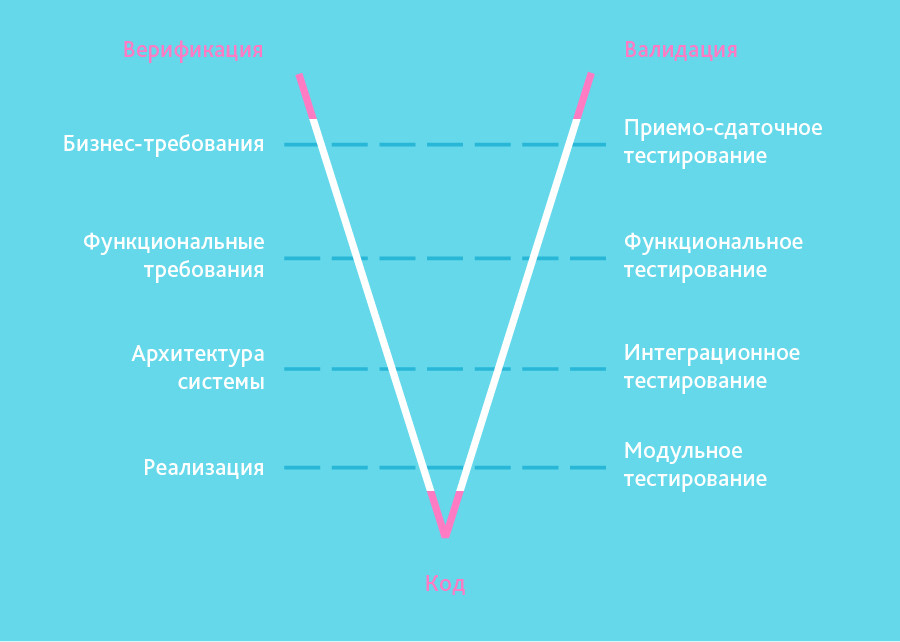 Верификация
Валидация
Бизнес-требования
Приемо-сдаточное
тестирование
Функциональные
требования
Функциональное
тестирование
Архитектура
системы
Интеграционное
тестирование
Реализация
Модульное
тестирование
Код